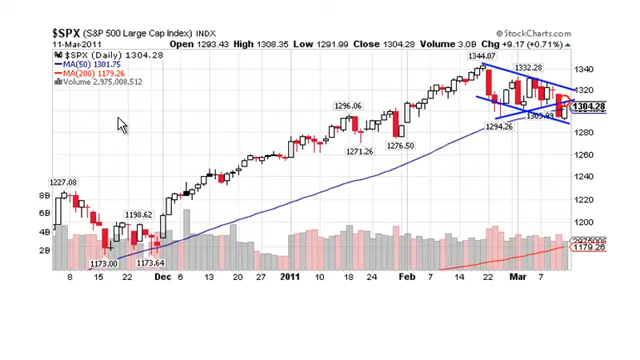 $SPX (S&P 500 Large Cap Index) INDX
© StockCharts.com
11-Mar-2011
Open 1293.43 High 1308.35 Low 1291.99 Close 1304.28 Volume 3.0B Chg +9.17 (+0.71%)
$SPX (Daily) 1304.28
MA(50) 1301.75
MA(200) 1179.26
Volume 2,975,008,512
1344.07
1332.28
1340
1320
1304.28
1296.06
1294.26
1303.99
1280
1276.50
1271.26
1260
1240
1227.08
1220
1198.62
1200
1173.00
1173.64
1179.26
8B
6B
4B
2B
8 15 22 Dec 6 13 20 27 2011 10 18 24 Feb 7 14 22 Mar 7